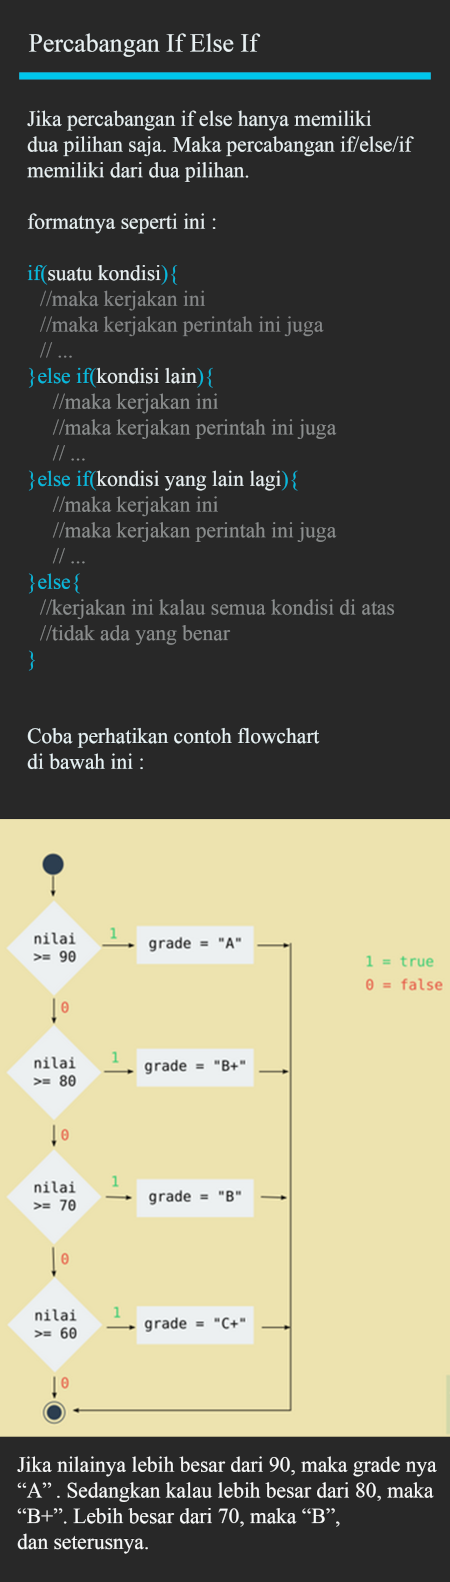 Percabangan If Else If
Jika percabangan if else hanya memiliki
dua pilihan saja. Maka percabangan if/else/if
memiliki dari dua pilihan.
formatnya seperti ini :
if(suatu kondisi){
//maka kerjakan ini
//maka kerjakan perintah ini juga
// ...
}else if(kondisi lain){
//maka kerjakan ini
//maka kerjakan perintah ini juga
// ...
}else if(kondisi yang lain lagi){
//maka kerjakan ini
//maka kerjakan perintah ini juga
// ...
}else{
//kerjakan ini kalau semua kondisi di atas
//tidak ada yang benar
}
Coba perhatikan contoh flowchart
di bawah ini :
nilai
>= 90
1
grade = "A"
1 = true
0 = false
0
nilai
>= 80
1
grade = "B+"
0
nilai
>= 70
1
grade = "B"
0
nilai
>= 60
1
grade = "C+"
0
Jika nilainya lebih besar dari 90, maka grade nya
“A” . Sedangkan kalau lebih besar dari 80, maka
“B+”. Lebih besar dari 70, maka “B”,
dan seterusnya.